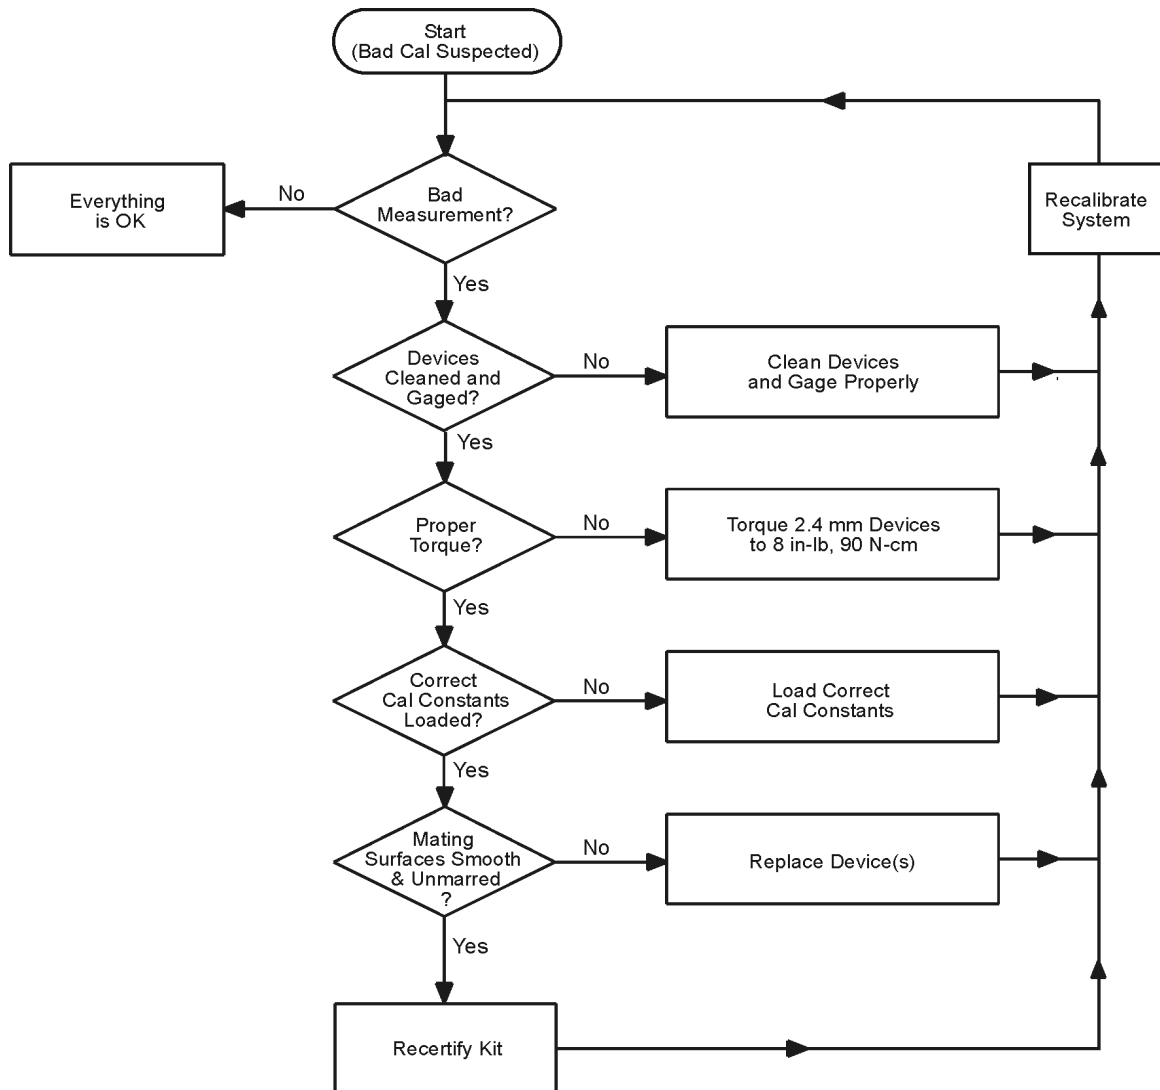 Start
(Bad Cal Suspected)
Everything
is OK
No
Bad
Measurement?
Recalibrate
System
Yes
Devices
Cleaned and
Gaged?
No
Clean Devices
and Gage Properly
Yes
Proper
Torque?
No
Torque 2.4 mm Devices
to 8 in-lb, 90 N-cm
Yes
Correct
Cal Constants
Loaded?
No
Load Correct
Cal Constants
Yes
Mating
Surfaces Smooth
& Unmarred
?
No
Replace Device(s)
Yes
Recertify Kit